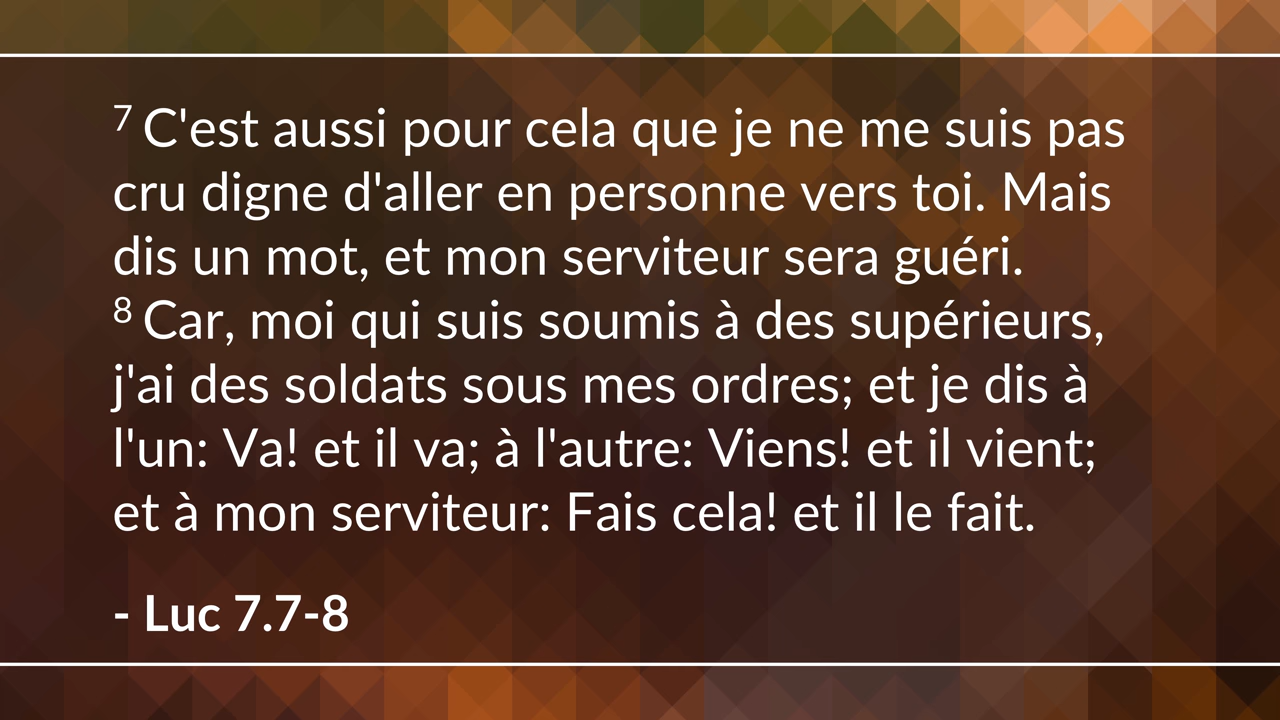 7 C'est aussi pour cela que je ne me suis pas
cru digne d'aller en personne vers toi. Mais
dis un mot, et mon serviteur sera guéri.
8 Car, moi qui suis soumis à des supérieurs,
j'ai des soldats sous mes ordres; et je dis à
l'un: Va! et il va; à l'autre: Viens! et il vient;
et à mon serviteur: Fais cela! et il le fait.
- Luc 7.7-8